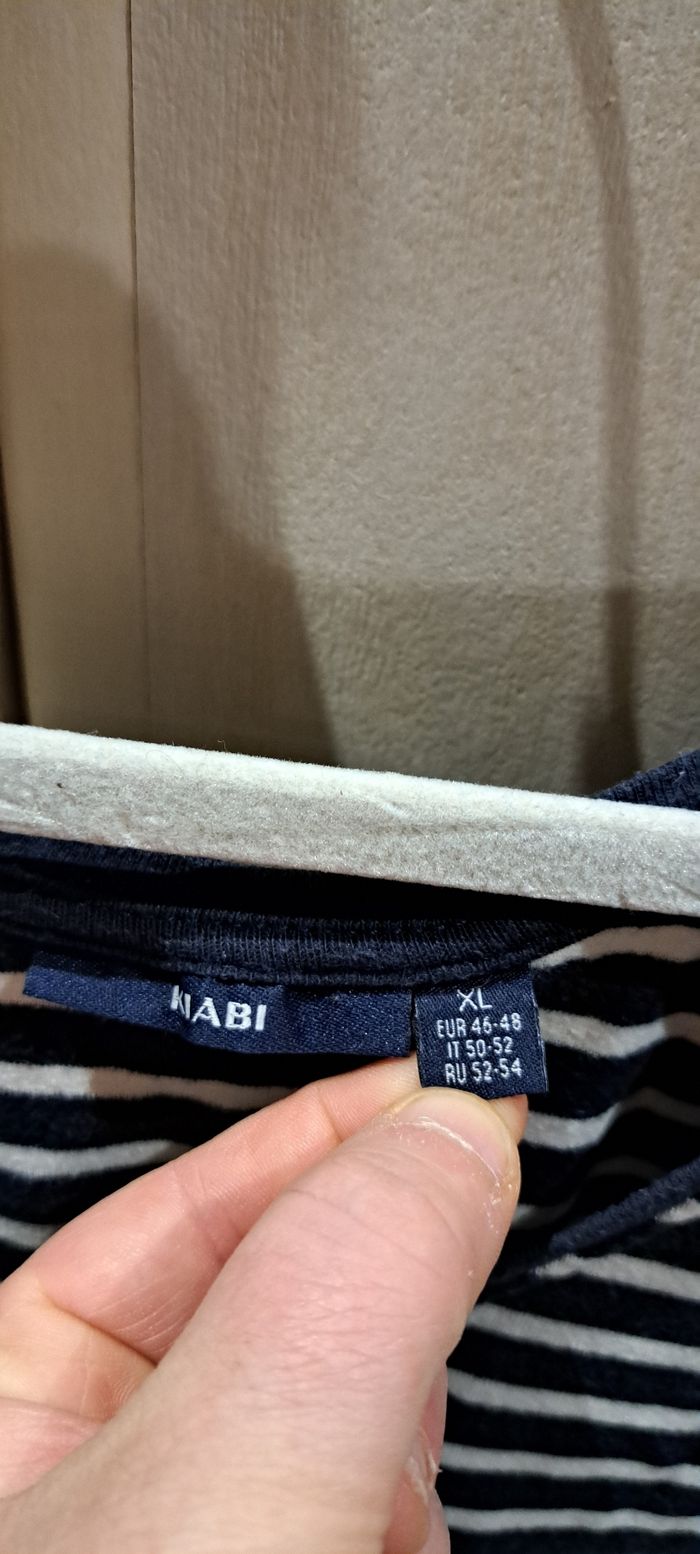 KIABI
XL
EUR 46-48
IT 50-52
RU 52-54